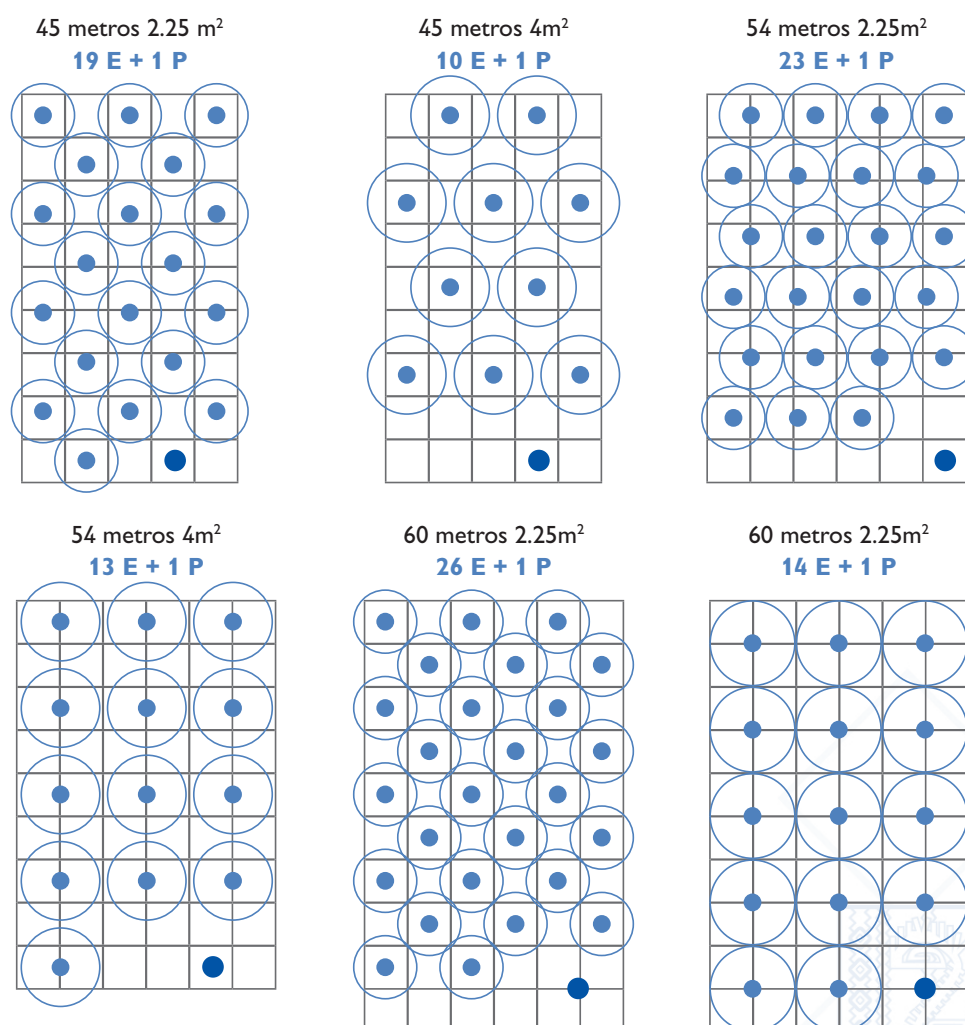 45 metros 2.25 m²
19 E + 1 P
45 metros 4m²
10 E + 1 P
54 metros 2.25m²
23 E + 1 P
54 metros 4m²
13 E + 1 P
60 metros 2.25m²
26 E + 1 P
60 metros 2.25m²
14 E + 1 P